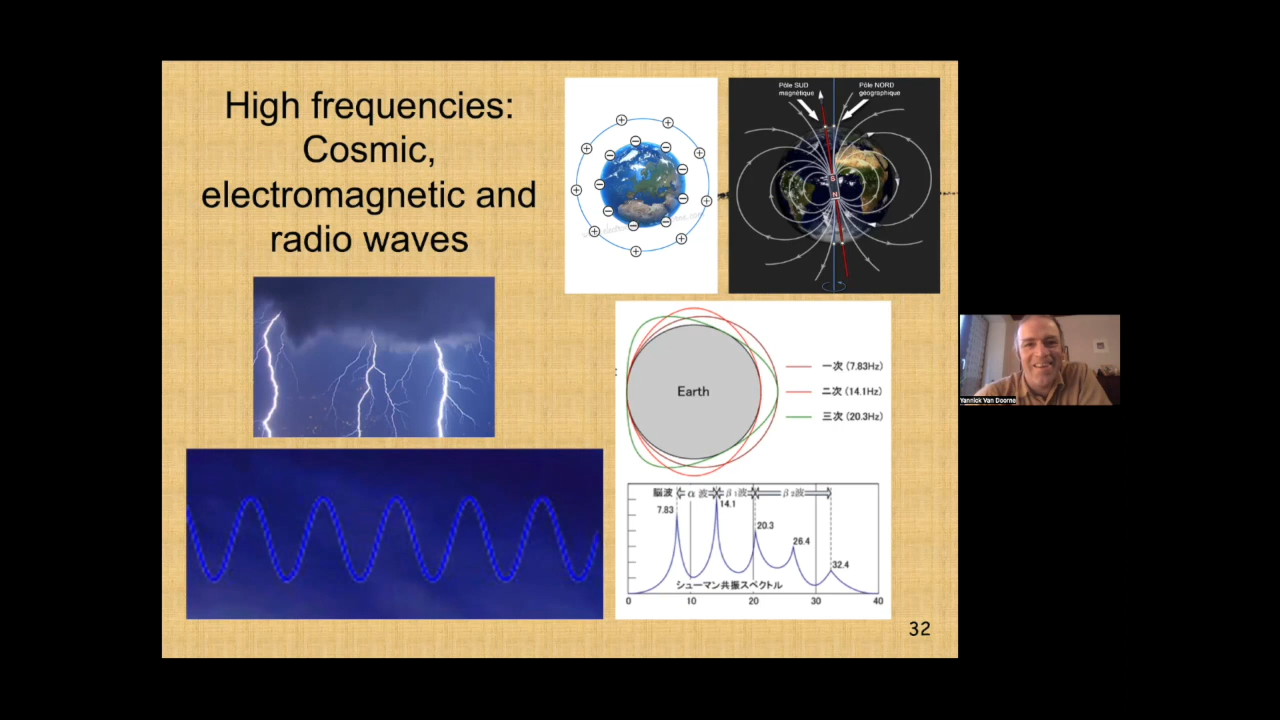 High frequencies:
Cosmic,
electromagnetic and
radio waves
Pôle SUD
magnétique
Pôle NORD
géographique
S
N
Earth
一次 (7.83Hz)
二次 (14.1Hz)
三次 (20.3Hz)
脳波 α 波 β1波 β2波
7.83
14.1
20.3
26.4
32.4
シューマン共振スペクトル
0 10 20 30 40
32
Yannick Van Doorne